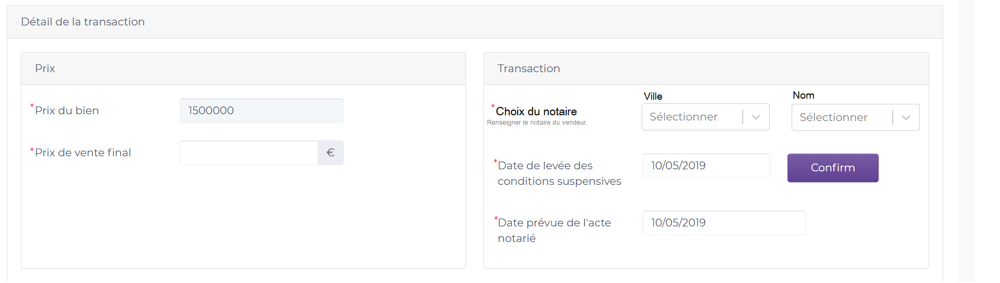 Détail de la transaction
Prix
*Prix du bien
1500000
*Prix de vente final
€
Transaction
Ville
Nom
*Choix du notaire
Renseigner le notaire du vendeur.
Sélectionner
Sélectionner
*Date de levée des
conditions suspensives
10/05/2019
Confirm
*Date prévue de l'acte
notarié
10/05/2019